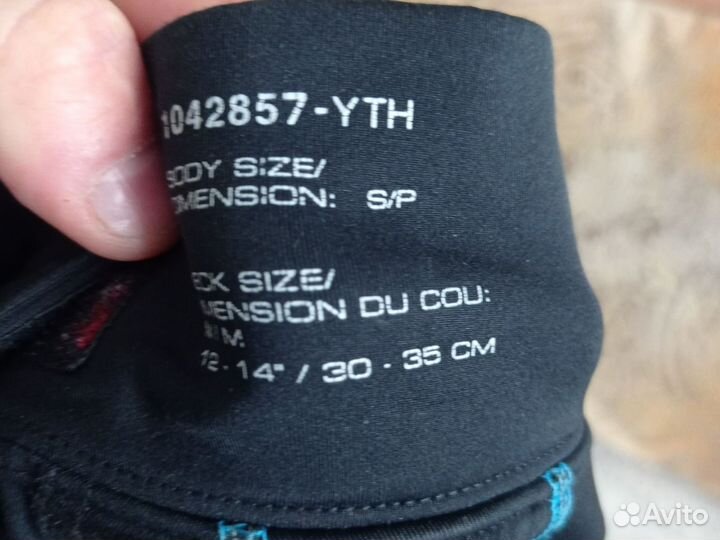 1042857-YTH
BODY SIZE/
DIMENSION: S/P
NECK SIZE/
DIMENSION DU COU:
12-14" / 30 - 35 CM
Avito